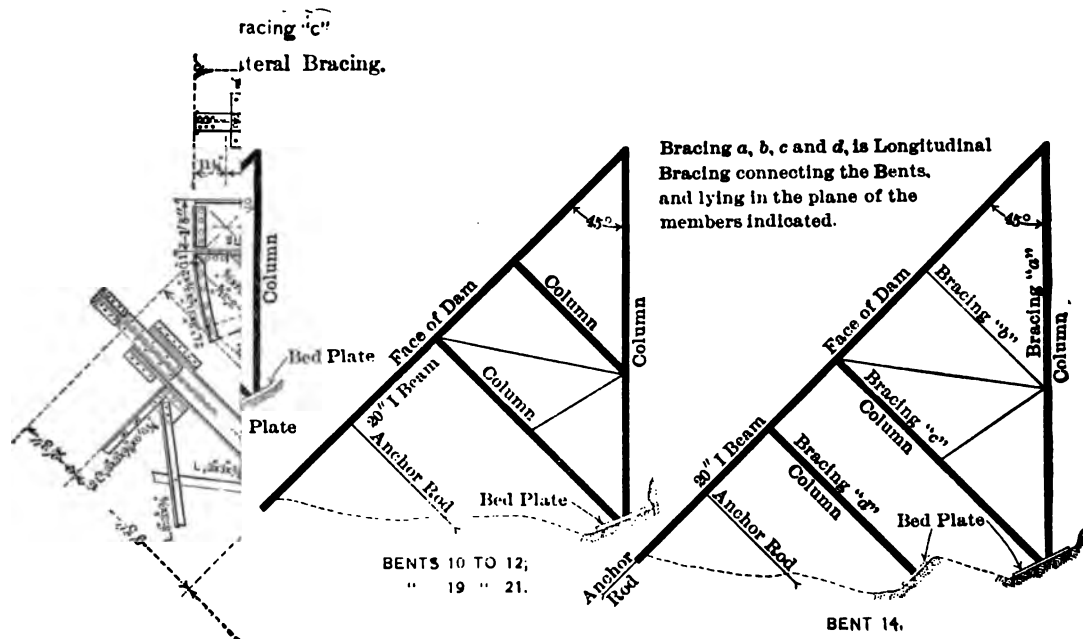 racing "c"
teral Bracing.
Column
Bed Plate
Plate
Bracing a, b, c and d, is Longitudinal
Bracing connecting the Bents,
and lying in the plane of the
members indicated.
45°
Face of Dam
20" I Beam
Column
Column
Column
Anchor Rod
Bed Plate
BENTS 10 TO 12;
" 19 " 21.
45°
Face of Dam
20" I Beam
Bracing "a"
Column
Bracing "b"
Bracing "c"
Column
Bracing "d"
Column
Anchor Rod
Anchor
Rod
Bed Plate
BENT 14.